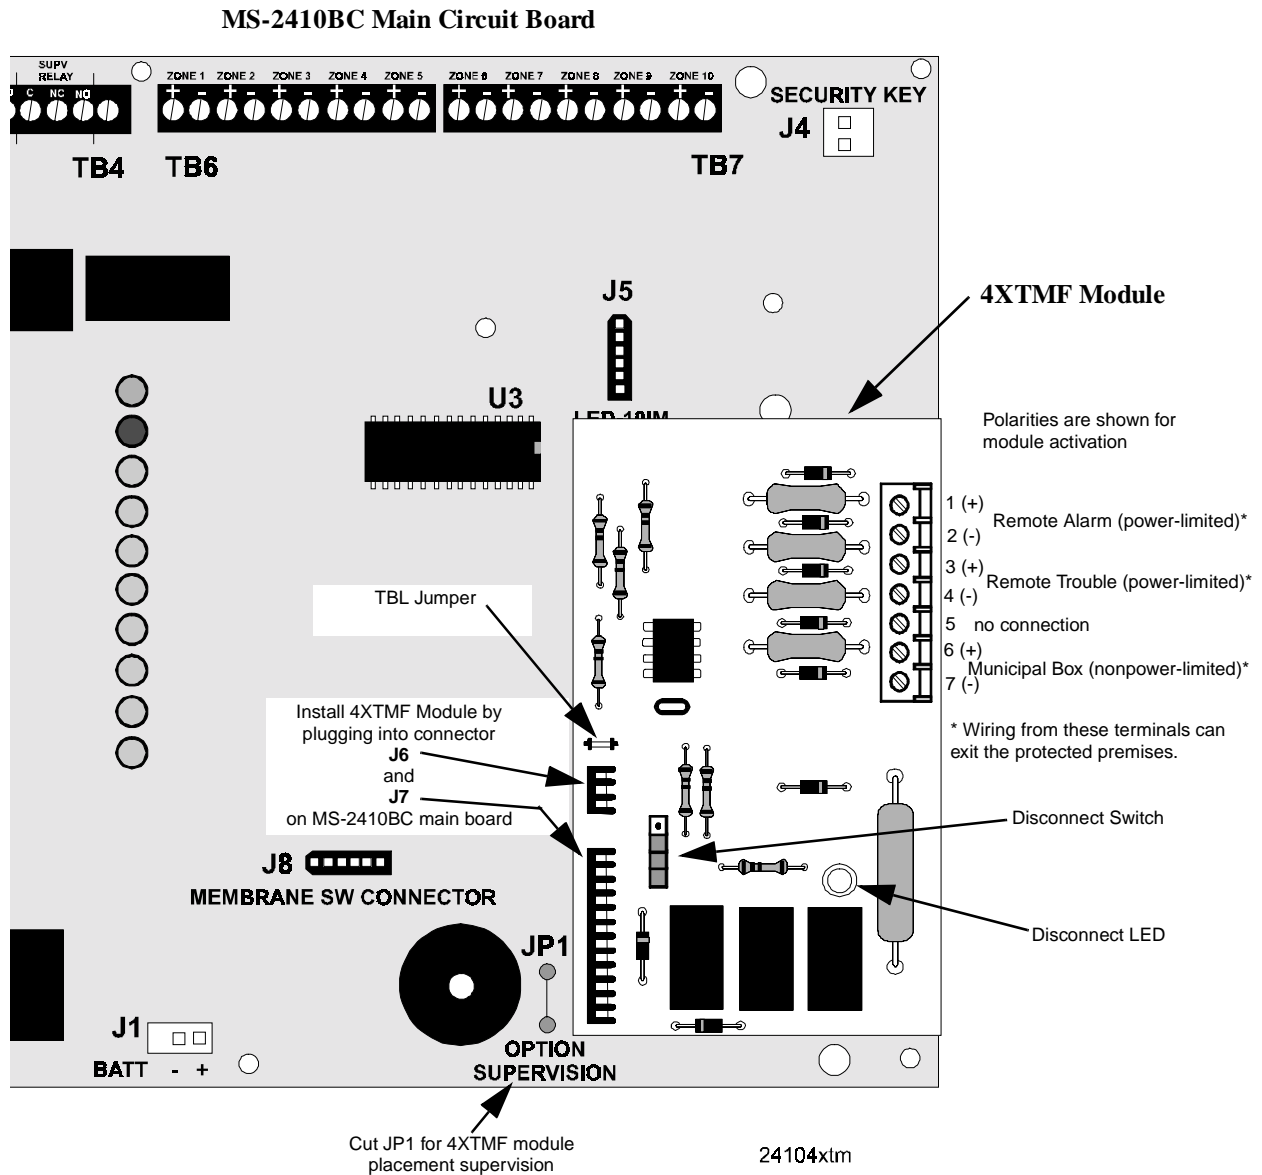 MS-2410BC Main Circuit Board
SUPV
RELAY
C NC NO
ZONE 1 ZONE 2 ZONE 3 ZONE 4 ZONE 5 ZONE 6 ZONE 7 ZONE 8 ZONE 9 ZONE 10
+ - + - + - + - + - + - + - + - + - + -
SECURITY KEY
J4
TB4 TB6 TB7
J5
4XTMF Module
U3
Polarities are shown for
module activation
1 (+)
Remote Alarm (power-limited)*
2 (-)
3 (+)
Remote Trouble (power-limited)*
4 (-)
5 no connection
6 (+)
Municipal Box (nonpower-limited)*
7 (-)
* Wiring from these terminals can
exit the protected premises.
TBL Jumper
Install 4XTMF Module by
plugging into connector
J6
and
J7
on MS-2410BC main board
Disconnect Switch
J8
MEMBRANE SW CONNECTOR
Disconnect LED
JP1
J1
BATT - +
OPTION
SUPERVISION
Cut JP1 for 4XTMF module
placement supervision
24104xtm